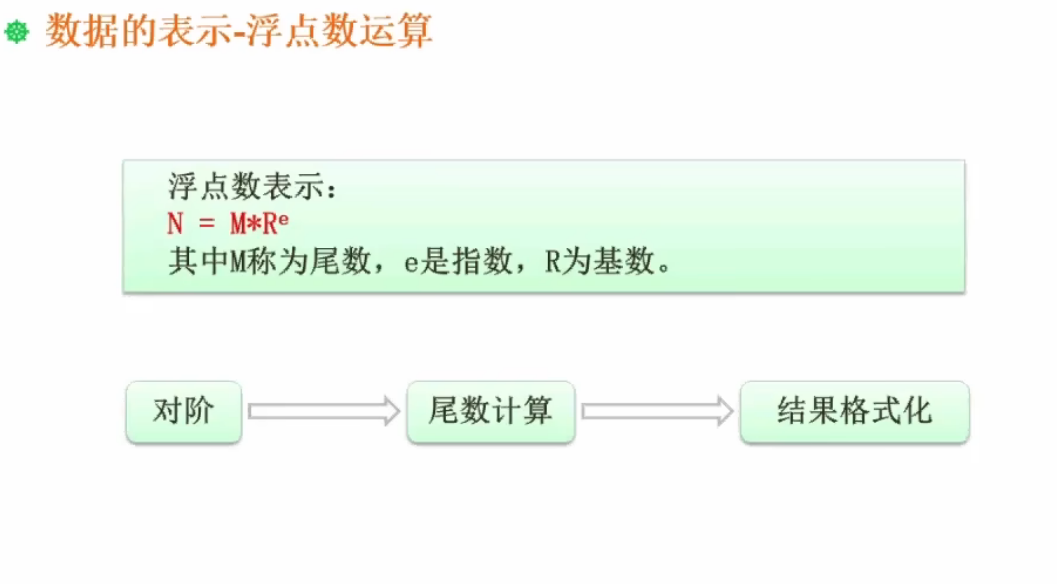 数据的表示-浮点数运算
浮点数表示：
N = M*Rᵉ
其中M称为尾数，e是指数，R为基数。
对阶
尾数计算
结果格式化